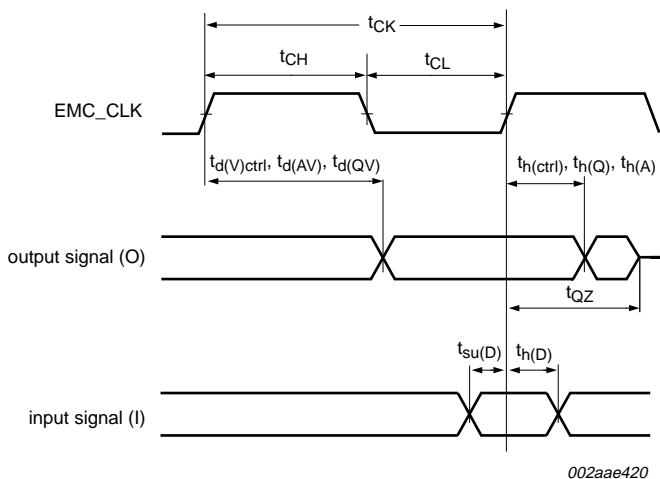 tCK
tCH
tCL
EMC_CLK
td(V)ctrl, td(AV), td(QV)
th(ctrl), th(Q), th(A)
output signal (O)
tQZ
tsu(D)
th(D)
input signal (I)
002aae420